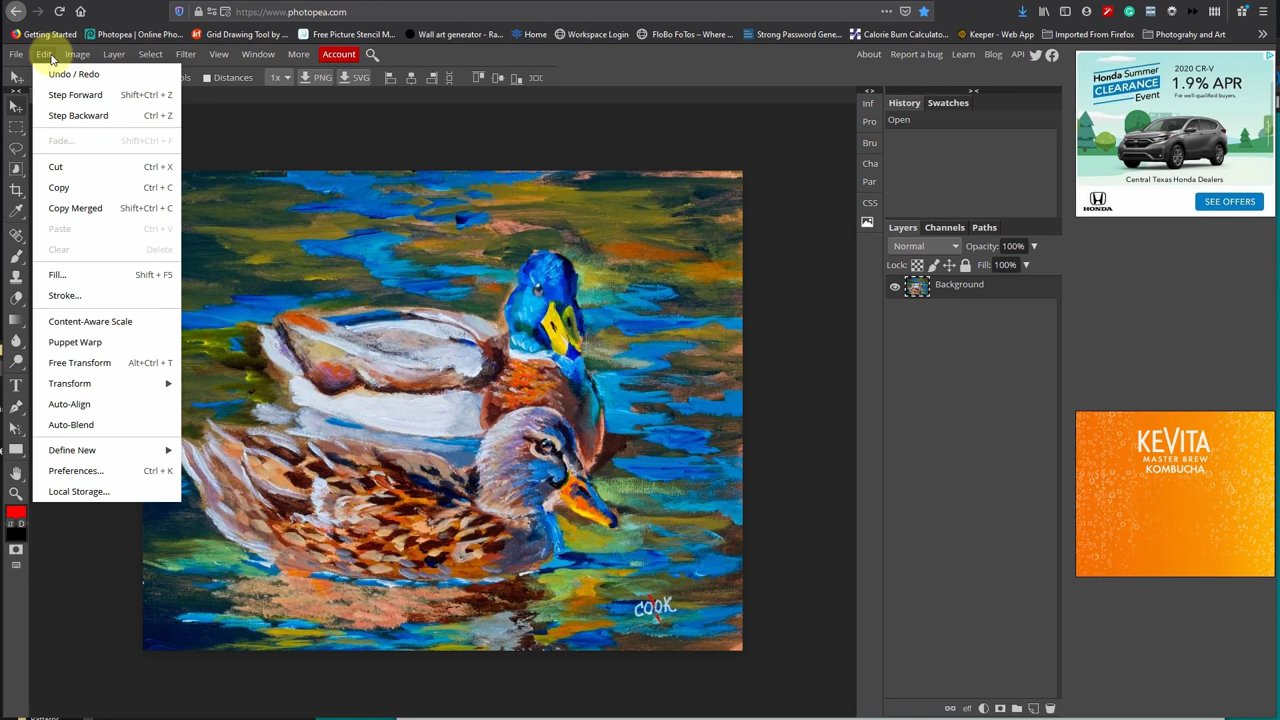 https://www.photopea.com
Getting Started
Photopea | Online Pho...
Grid Drawing Tool by ...
Wall art generator - Ra...
Home
Workspace Login
Free Picture Stencil M...
FloBo FoTos – Direct...
Strong Password Gene...
Calorie Burn Calculato...
Keeper - Web App
Imported From Firefox
Photograhy and Art
File Edit Image Layer Select Filter View Window More Account
About Report a bug Learn Blog API
Distances 1x PNG SVG
Undo / Redo
Step Forward Shift+Ctrl + Z
Step Backward Ctrl + Z
Fade... Shift+Ctrl + F
Cut Ctrl + X
Copy Ctrl + C
Copy Merged Shift+Ctrl + C
Paste Ctrl + V
Clear Delete
Fill... Shift + F5
Stroke...
Content-Aware Scale
Puppet Warp
Free Transform Alt+Ctrl + T
Transform
Auto-Align
Auto-Blend
Define New
Preferences... Ctrl + K
Local Storage...
COOK
Inf
Pro
Bru
Cha
Par
CSS
History Swatches
Open
Layers Channels Paths
Normal Opacity: 100%
Lock: Fill: 100%
Background
eff
Honda Summer
CLEARANCE
Event
2020 CR-V
1.9% APR
For well-qualified buyers.
Central Texas Honda Dealers
HONDA
SEE OFFERS
KEVITA
MASTER BREW
KOMBUCHA